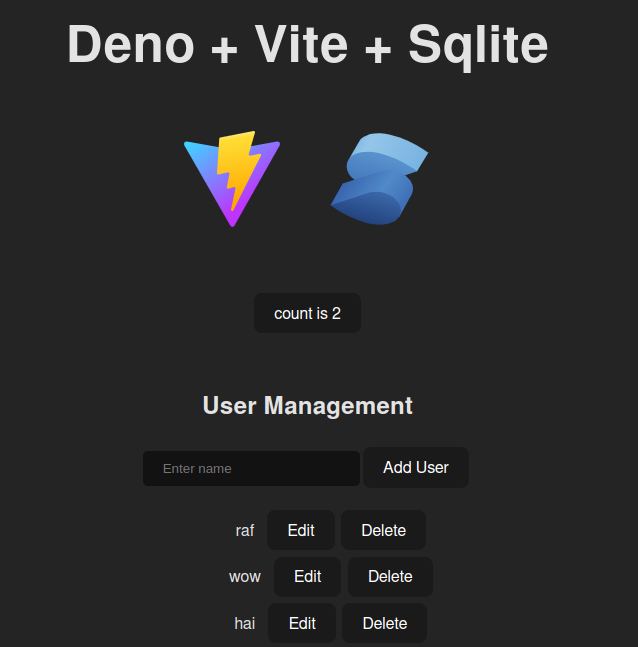 Deno + Vite + Sqlite
count is 2
User Management
Enter name Add User
raf Edit Delete
wow Edit Delete
hai Edit Delete